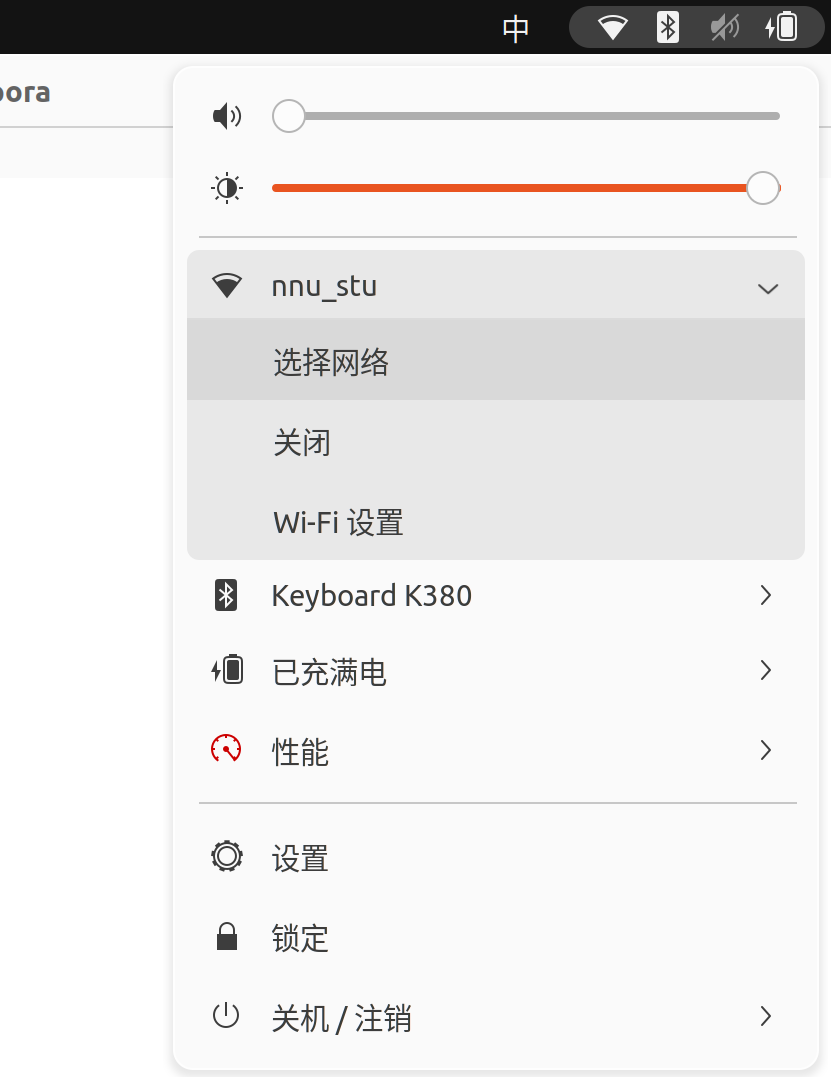 中
ora
nnu_stu
选择网络
关闭
Wi-Fi 设置
Keyboard K380
已充满电
性能
设置
锁定
关机 / 注销